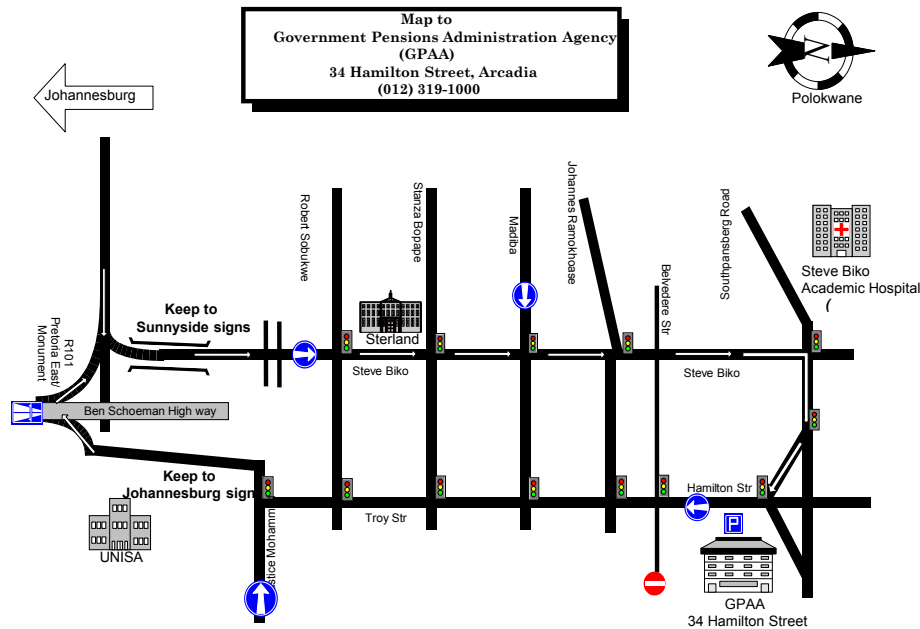 Map to
Government Pensions Administration Agency
(GPAA)
34 Hamilton Street, Arcadia
(012) 319-1000
N
Polokwane
Johannesburg
Robert Sobukwe
Stanza Bopape
Madiba
Johannes Ramokhoase
Belvedere Str
Soutpansberg Road
Steve Biko
Academic Hospital
(
Keep to
Sunnyside signs
Sterland
R101
Pretoria East/
Monument
Steve Biko
Steve Biko
Ben Schoeman High way
Keep to
Johannesburg sign
Hamilton Str
Troy Str
P
UNISA
stice Mohamm
GPAA
34 Hamilton Street